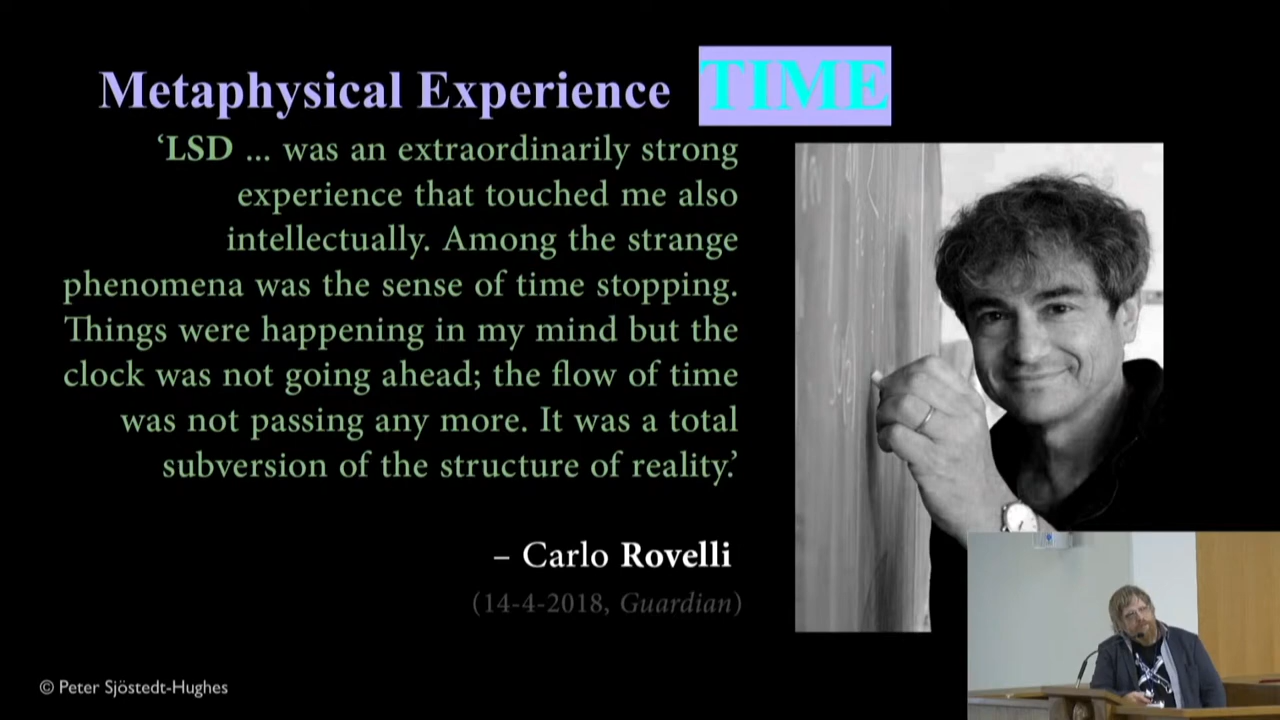 Metaphysical Experience TIME
‘LSD ... was an extraordinarily strong
experience that touched me also
intellectually. Among the strange
phenomena was the sense of time stopping.
Things were happening in my mind but the
clock was not going ahead; the flow of time
was not passing any more. It was a total
subversion of the structure of reality.’
– Carlo Rovelli
(14-4-2018, Guardian)
© Peter Sjöstedt-Hughes